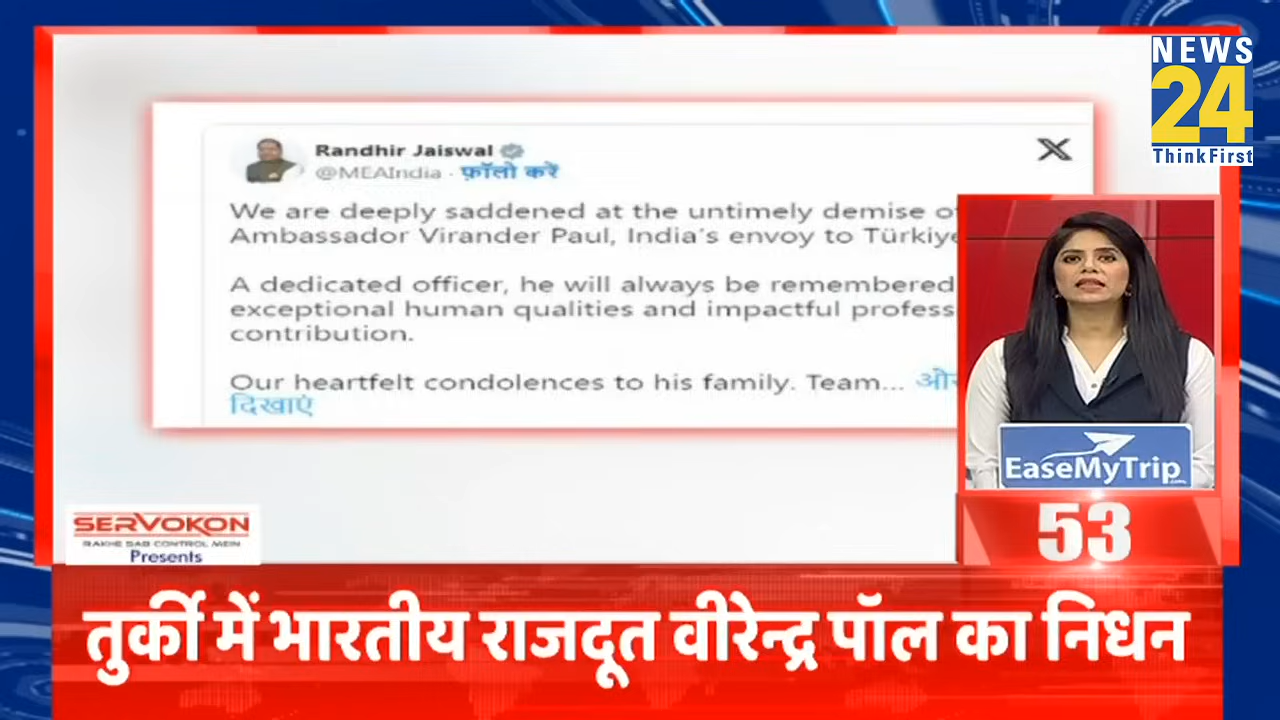 NEWS
24
ThinkFirst
Randhir Jaiswal
@MEAIndia · फ़ॉलो करें
X
We are deeply saddened at the untimely demise of
Ambassador Virander Paul, India's envoy to Türkiye
A dedicated officer, he will always be remembered
exceptional human qualities and impactful profess
contribution.
Our heartfelt condolences to his family. Team...
दिखाएं
EaseMyTrip.com
53
SERVOKON
RAKHE SAB CONTROL MEIN
Presents
तुर्की में भारतीय राजदूत वीरेन्द्र पॉल का निधन